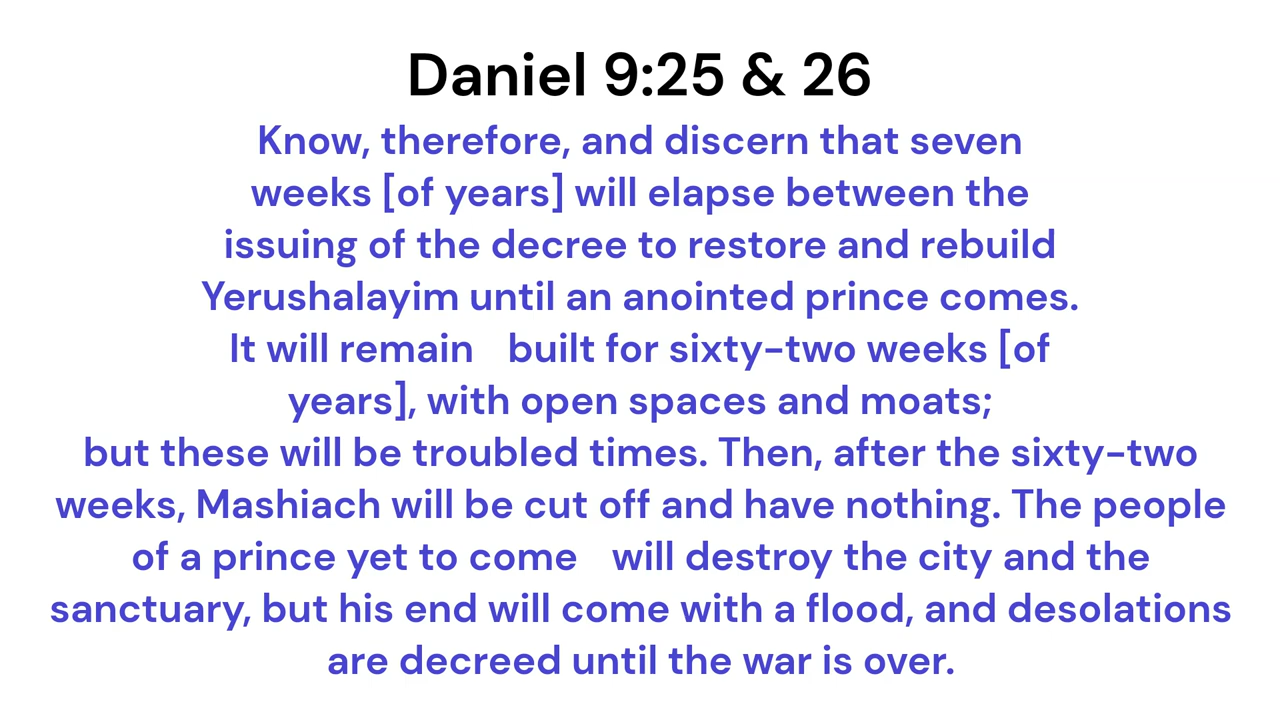 Daniel 9:25 & 26
Know, therefore, and discern that seven
weeks [of years] will elapse between the
issuing of the decree to restore and rebuild
Yerushalayim until an anointed prince comes.
It will remain   built for sixty-two weeks [of
years], with open spaces and moats;
but these will be troubled times. Then, after the sixty-two
weeks, Mashiach will be cut off and have nothing. The people
of a prince yet to come   will destroy the city and the
sanctuary, but his end will come with a flood, and desolations
are decreed until the war is over.